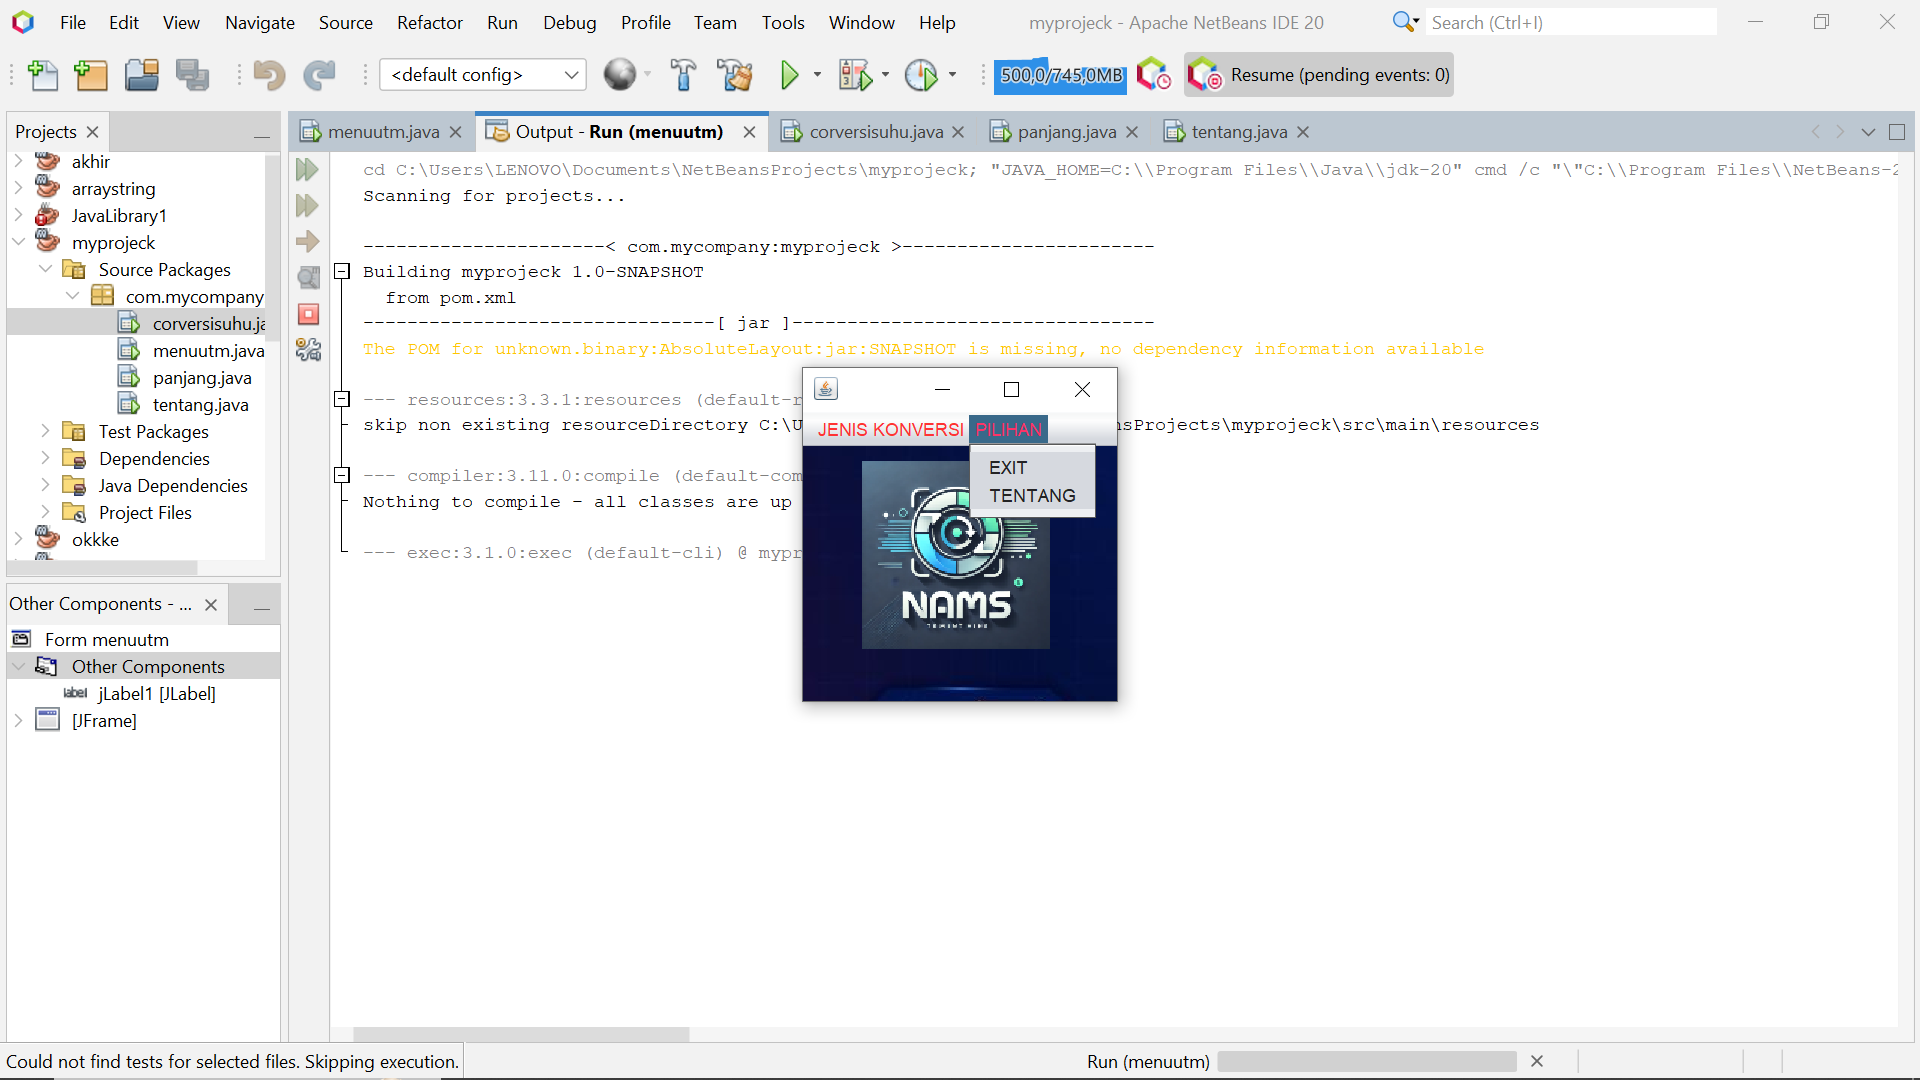 File Edit View Navigate Source Refactor Run Debug Profile Team Tools Window Help
myprojeck - Apache NetBeans IDE 20
Search (Ctrl+I)
<default config>
500,0/745,0MB
Resume (pending events: 0)
Projects
akhir
arraystring
JavaLibrary1
myprojeck
Source Packages
com.mycompany
corversisuhu.ja
menuutm.java
panjang.java
tentang.java
Test Packages
Dependencies
Java Dependencies
Project Files
okkke
Other Components - ...
Form menuutm
Other Components
label jLabel1 [JLabel]
[JFrame]
menuutm.java
Output - Run (menuutm)
corversisuhu.java
panjang.java
tentang.java
cd C:\Users\LENOVO\Documents\NetBeansProjects\myprojeck; "JAVA_HOME=C:\\Program Files\\Java\\jdk-20" cmd /c "\"C:\\Program Files\\NetBeans-2
Scanning for projects...
----------------------< com.mycompany:myprojeck >-----------------------
Building myprojeck 1.0-SNAPSHOT
from pom.xml
--------------------------------[ jar ]---------------------------------
The POM for unknown.binary:AbsoluteLayout:jar:SNAPSHOT is missing, no dependency information available
--- resources:3.3.1:resources (default-r
skip non existing resourceDirectory C:\U
sProjects\myprojeck\src\main\resources
--- compiler:3.11.0:compile (default-com
Nothing to compile - all classes are up
--- exec:3.1.0:exec (default-cli) @ mypr
JENIS KONVERSI PILIHAN
EXIT
TENTANG
NAMS
Could not find tests for selected files. Skipping execution.
Run (menuutm)